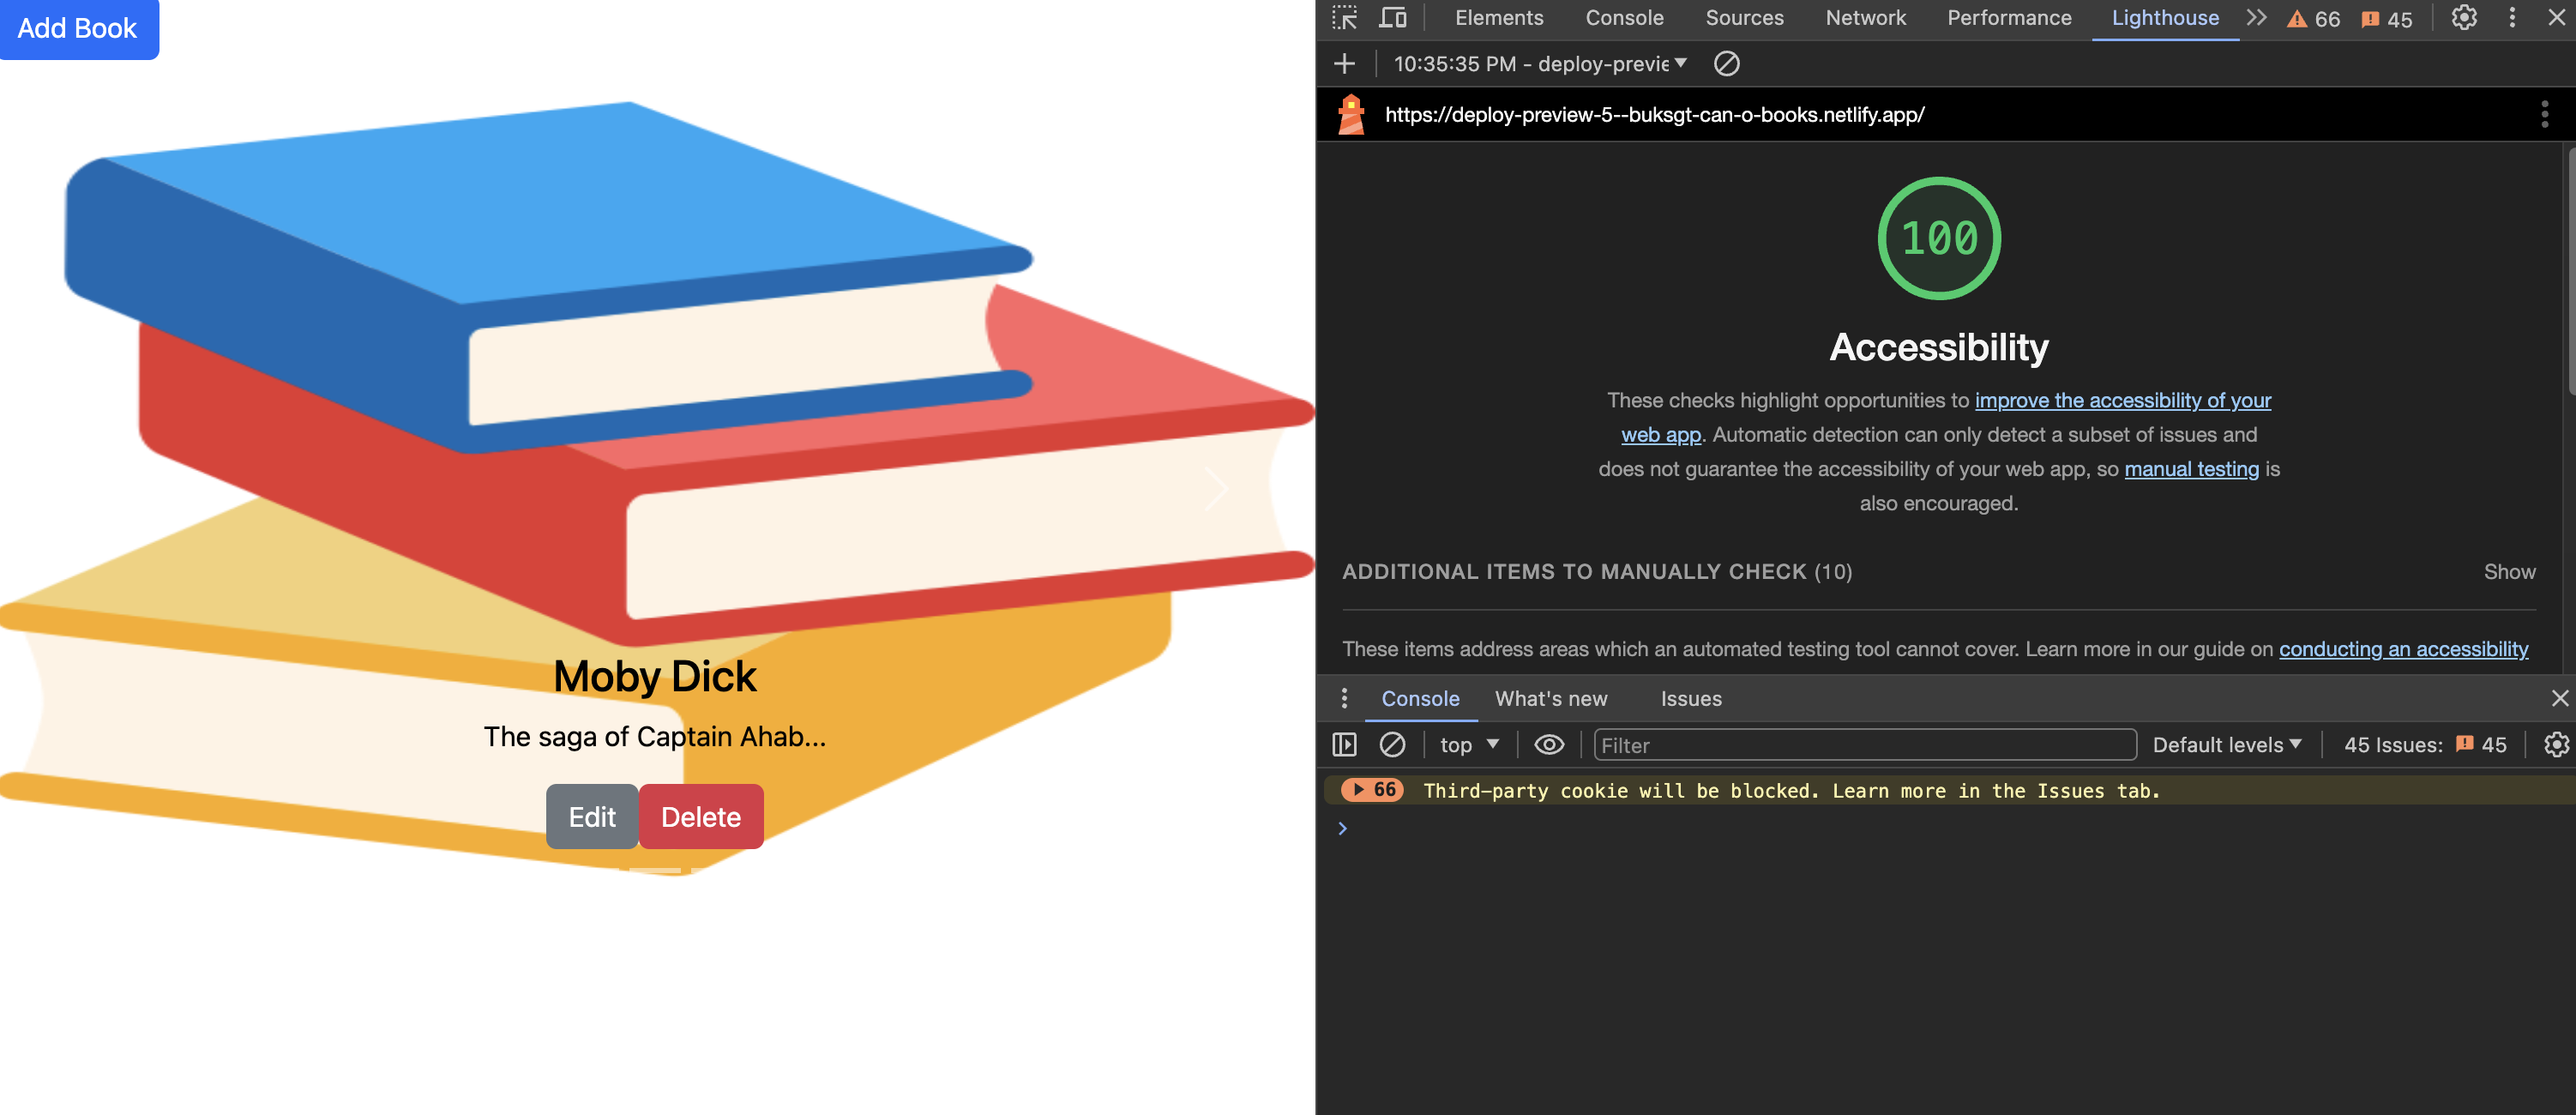 Add Book
Moby Dick
The saga of Captain Ahab...
Edit Delete
Elements Console Sources Network Performance Lighthouse 66 45
10:35:35 PM - deploy-previe
https://deploy-preview-5--buksgt-can-o-books.netlify.app/
100
Accessibility
These checks highlight opportunities to improve the accessibility of your
web app. Automatic detection can only detect a subset of issues and
does not guarantee the accessibility of your web app, so manual testing is
also encouraged.
ADDITIONAL ITEMS TO MANUALLY CHECK (10) Show
These items address areas which an automated testing tool cannot cover. Learn more in our guide on conducting an accessibility
Console What's new Issues
top Filter Default levels 45 Issues: 45
66 Third-party cookie will be blocked. Learn more in the Issues tab.